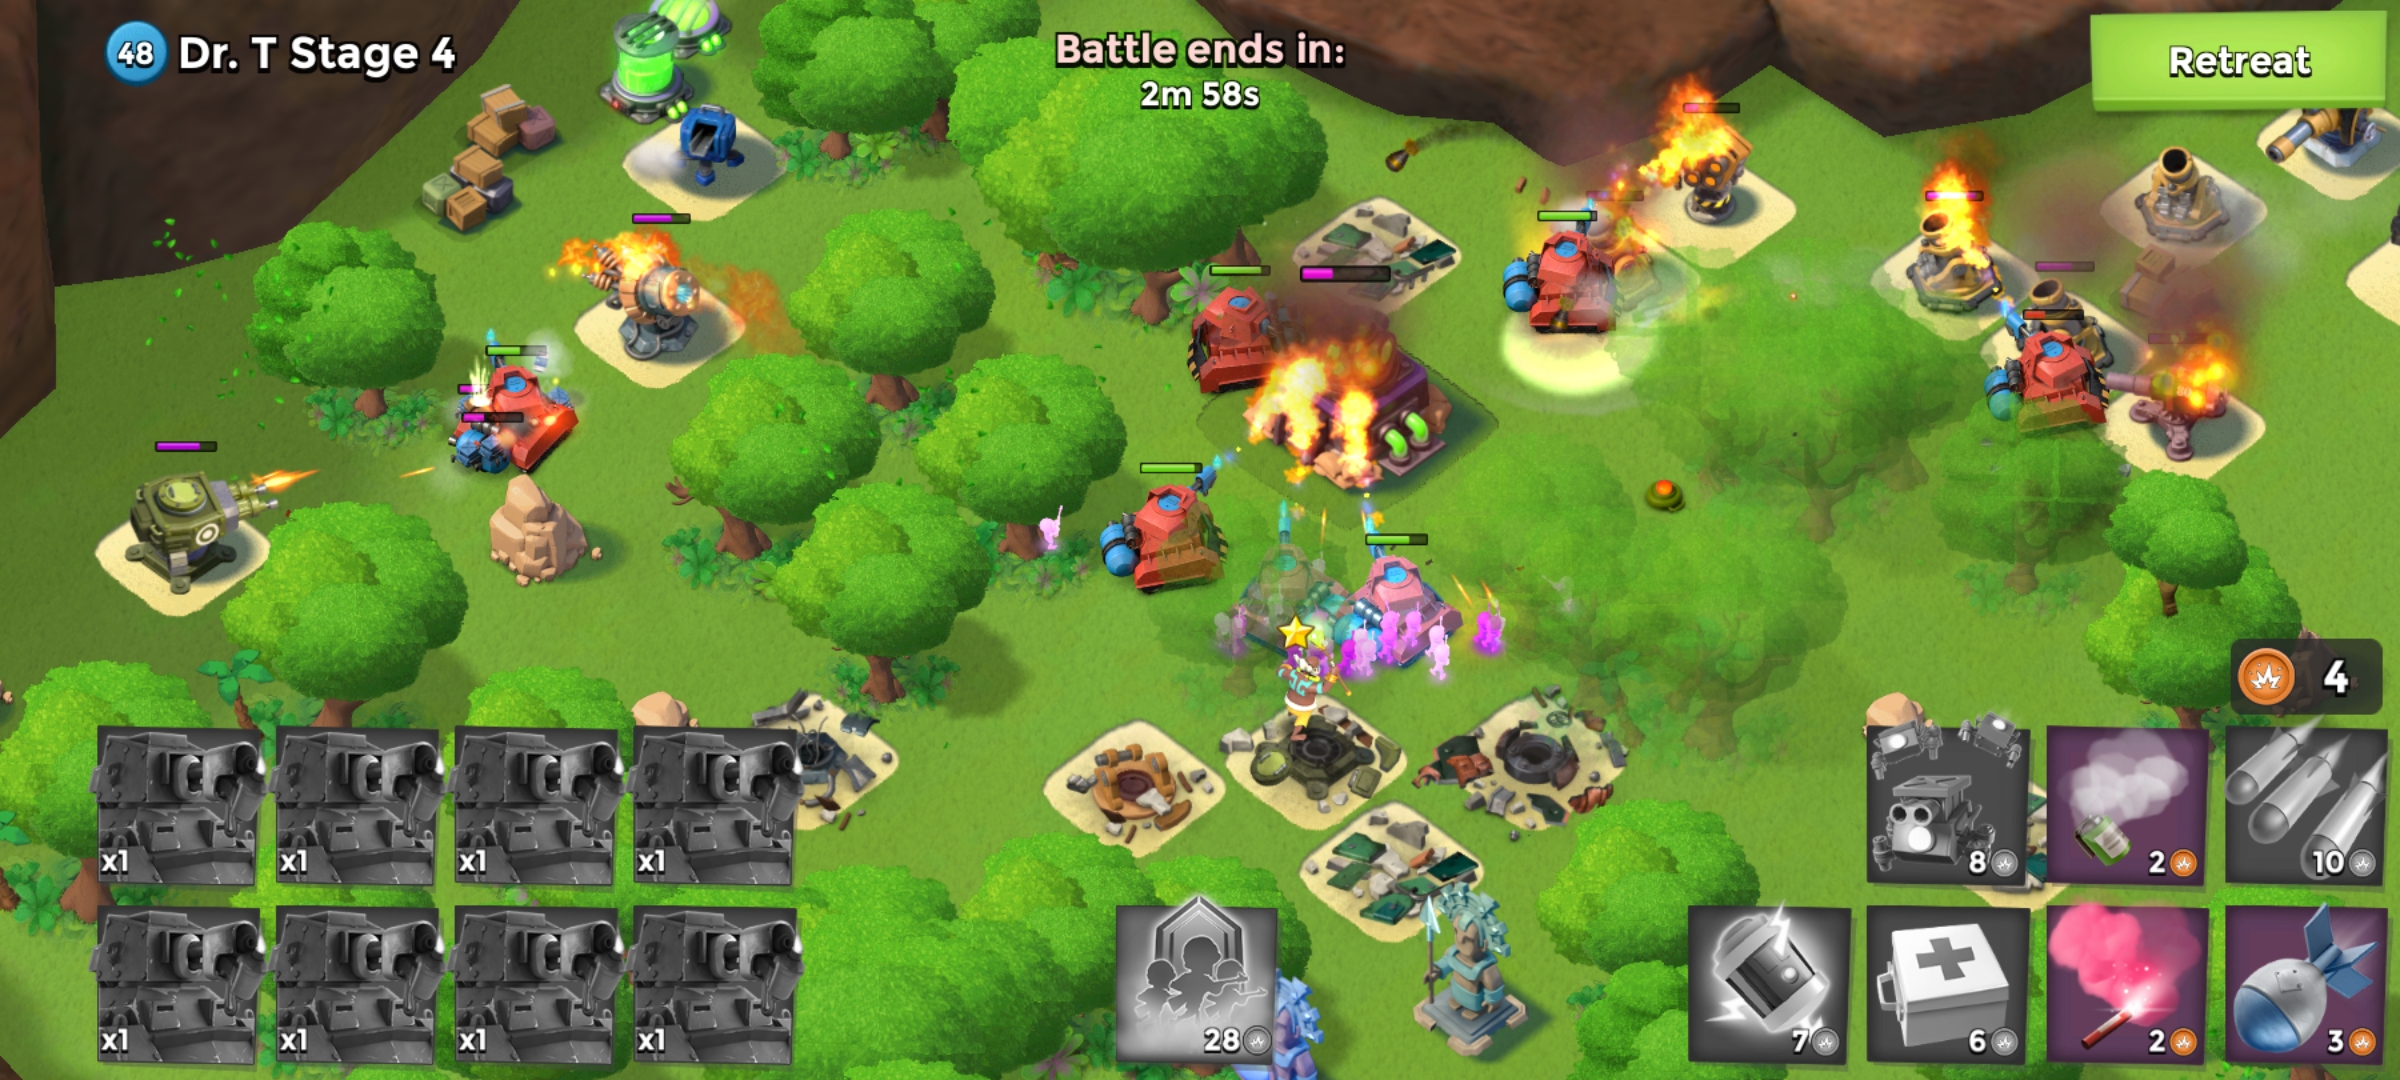 48 Dr. T Stage 4
Battle ends in:
2m 58s
Retreat
4
x1 x1 x1 x1
8 2 10
x1 x1 x1 x1
28 7 6 2 3